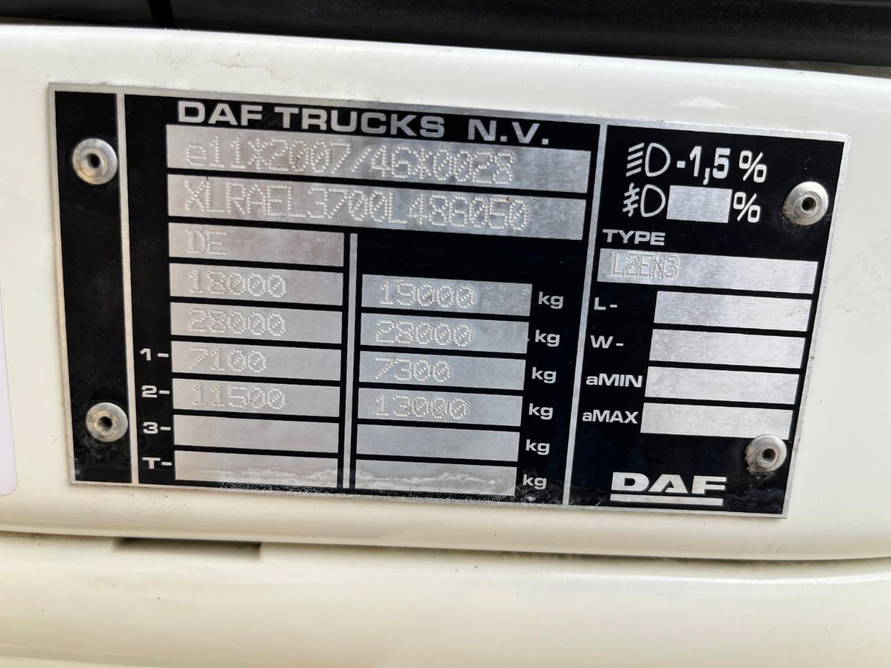 DAF TRUCKS N.V.
e11*2007/46*0028
XLRAEL3700L486050
DE
18000 19000 kg
28000 28000 kg
1- 7100 7300 kg
2- 11500 13000 kg
3- kg
T- kg
-1,5%
%
TYPE
L2EN3
L-
W-
aMIN
aMAX
DAF